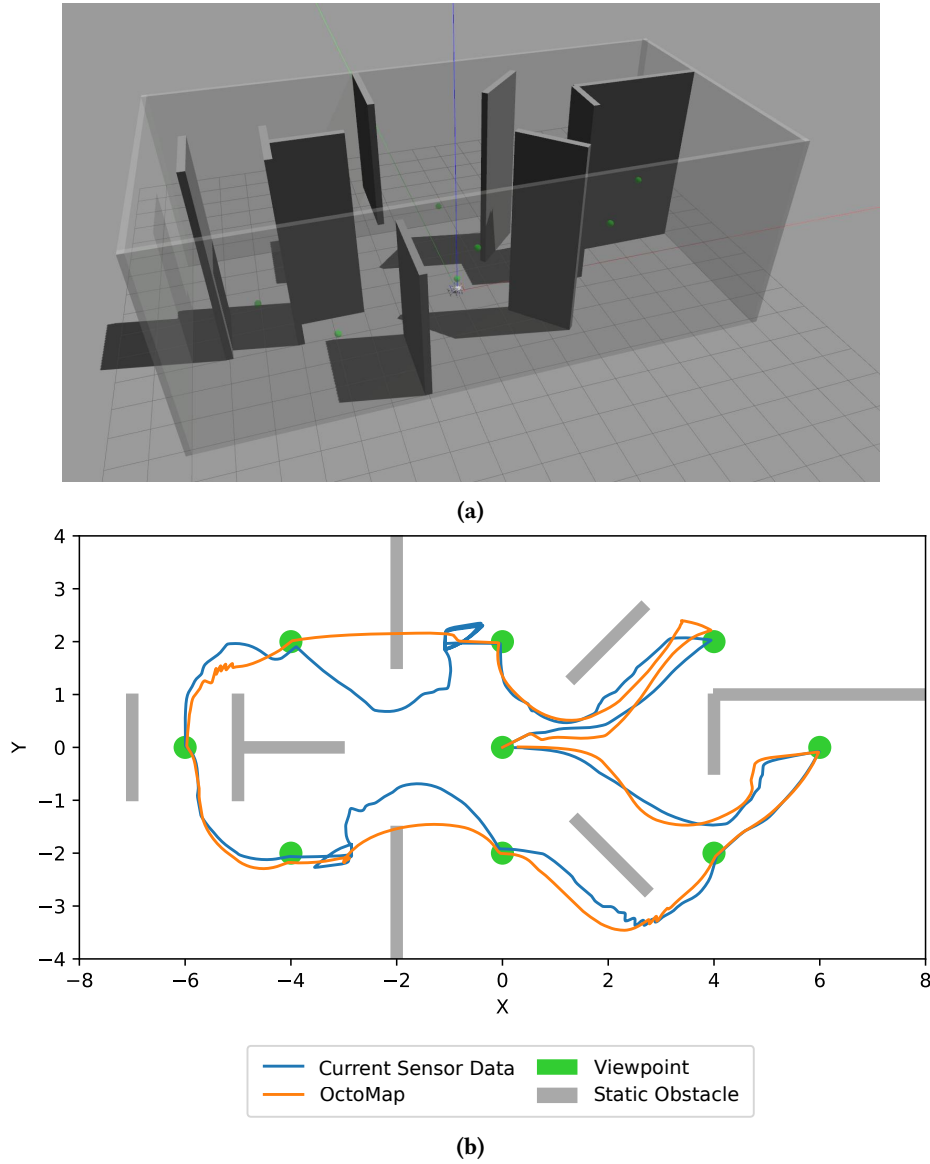 (a)
4
3
2
1
0
−1
−2
−3
−4
Y
−8 −6 −4 −2 0 2 4 6 8
X
Current Sensor Data Viewpoint
OctoMap Static Obstacle
(b)